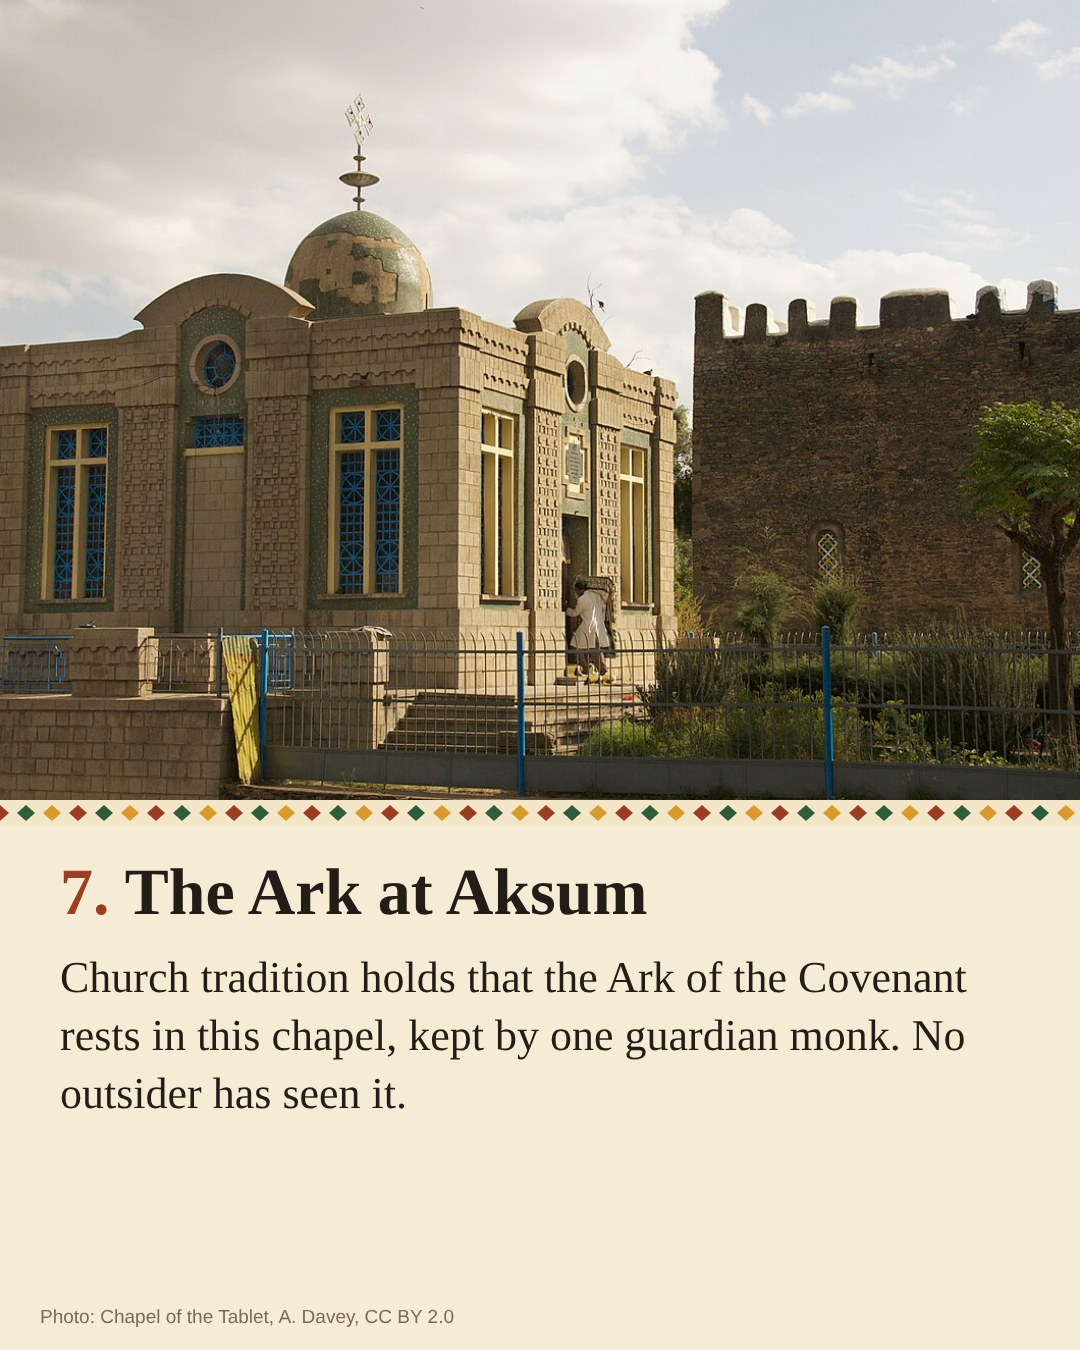 7. The Ark at Aksum
Church tradition holds that the Ark of the Covenant
rests in this chapel, kept by one guardian monk. No
outsider has seen it.
Photo: Chapel of the Tablet, A. Davey, CC BY 2.0